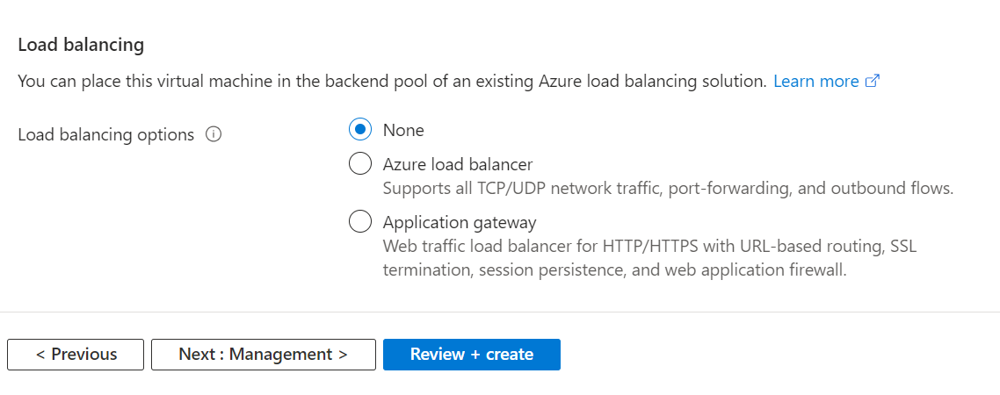 Load balancing
You can place this virtual machine in the backend pool of an existing Azure load balancing solution. Learn more
Load balancing options
None
Azure load balancer
Supports all TCP/UDP network traffic, port-forwarding, and outbound flows.
Application gateway
Web traffic load balancer for HTTP/HTTPS with URL-based routing, SSL
termination, session persistence, and web application firewall.
< Previous
Next : Management >
Review + create